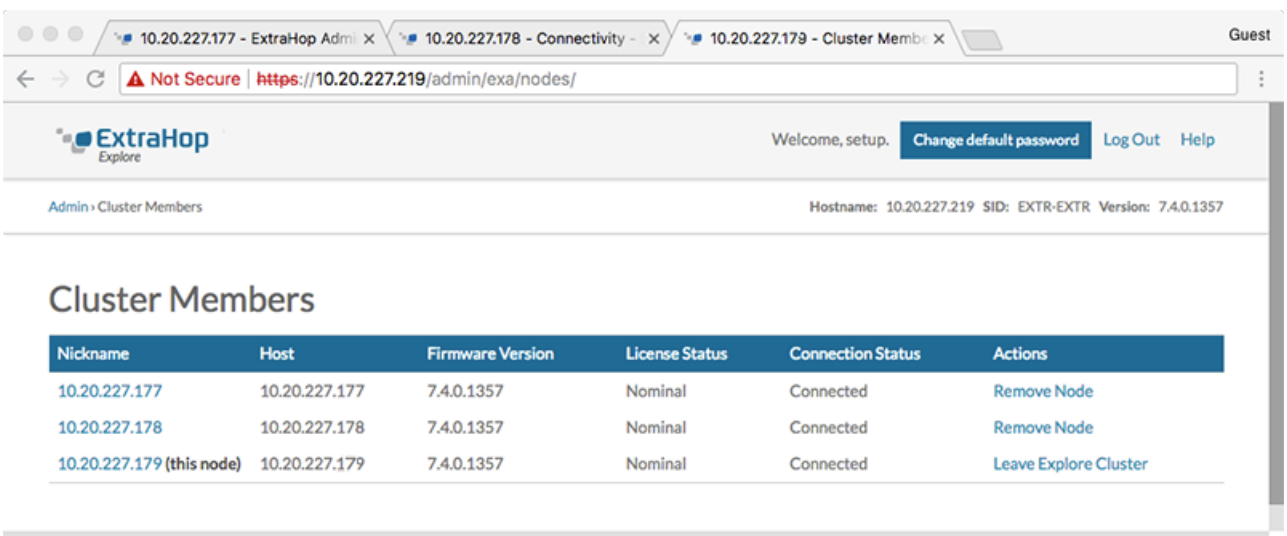 10.20.227.177 - ExtraHop Admi 10.20.227.178 - Connectivity - 10.20.227.179 - Cluster Membe Guest
Not Secure | https://10.20.227.219/admin/exa/nodes/
ExtraHop
Explore
Welcome, setup. Change default password Log Out Help
Admin › Cluster Members Hostname: 10.20.227.219 SID: EXTR-EXTR Version: 7.4.0.1357
Cluster Members
Nickname Host Firmware Version License Status Connection Status Actions
10.20.227.177 10.20.227.177 7.4.0.1357 Nominal Connected Remove Node
10.20.227.178 10.20.227.178 7.4.0.1357 Nominal Connected Remove Node
10.20.227.179 (this node) 10.20.227.179 7.4.0.1357 Nominal Connected Leave Explore Cluster